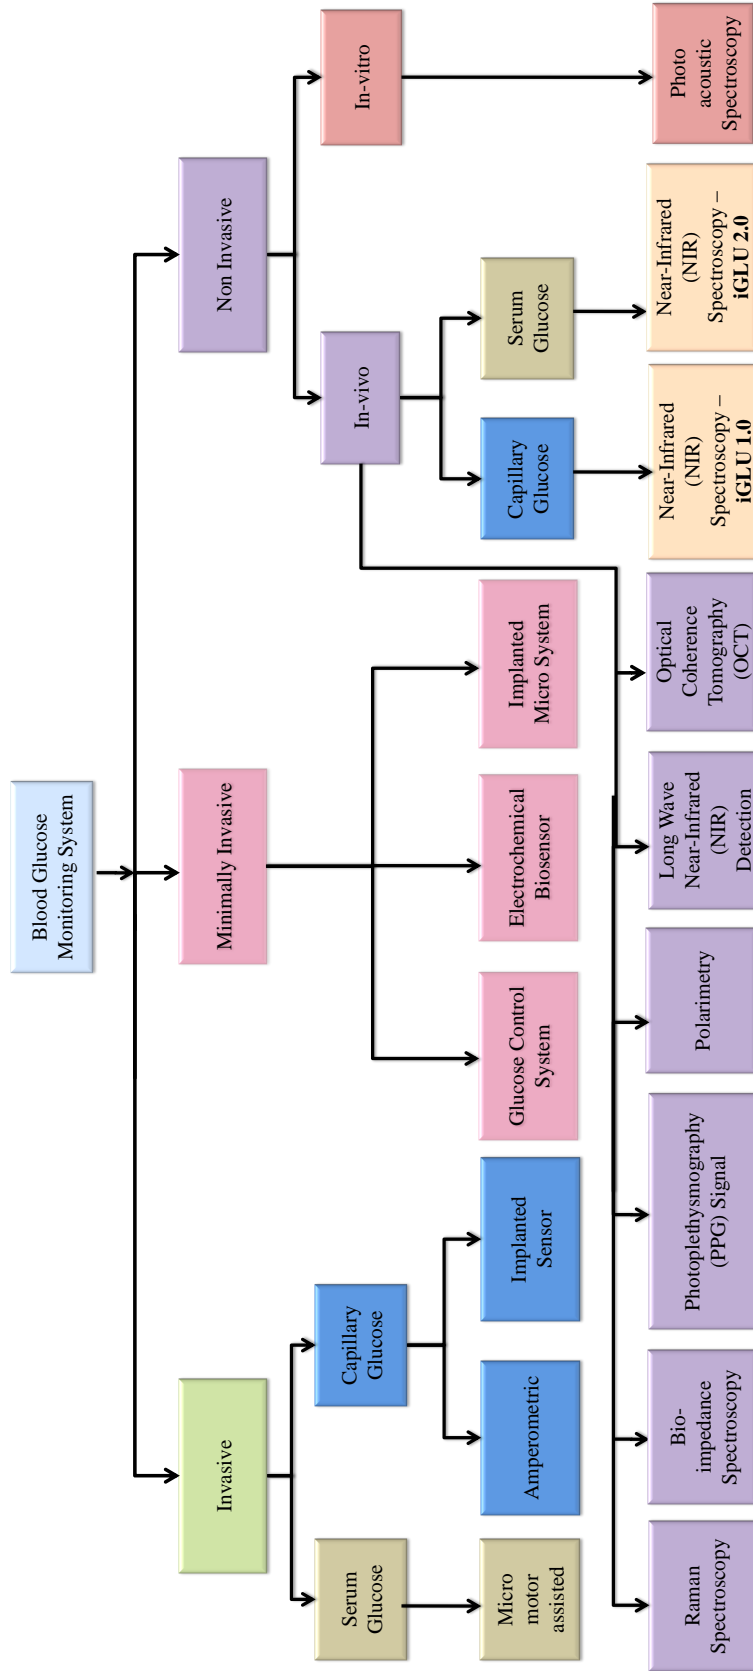 Blood Glucose
Monitoring System
Invasive
Minimally Invasive
Non Invasive
Serum
Glucose
Capillary
Glucose
In-vivo
In-vitro
Micro
motor
assisted
Amperometric
Implanted
Sensor
Glucose Control
System
Electrochemical
Biosensor
Implanted
Micro System
Capillary
Glucose
Serum
Glucose
Raman
Spectroscopy
Bio-
impedance
Spectroscopy
Photoplethysmography
(PPG) Signal
Polarimetry
Long Wave
Near-Infrared
(NIR)
Detection
Optical
Coherence
Tomography
(OCT)
Near-Infrared
(NIR)
Spectroscopy –
iGLU 1.0
Near-Infrared
(NIR)
Spectroscopy –
iGLU 2.0
Photo
acoustic
Spectroscopy